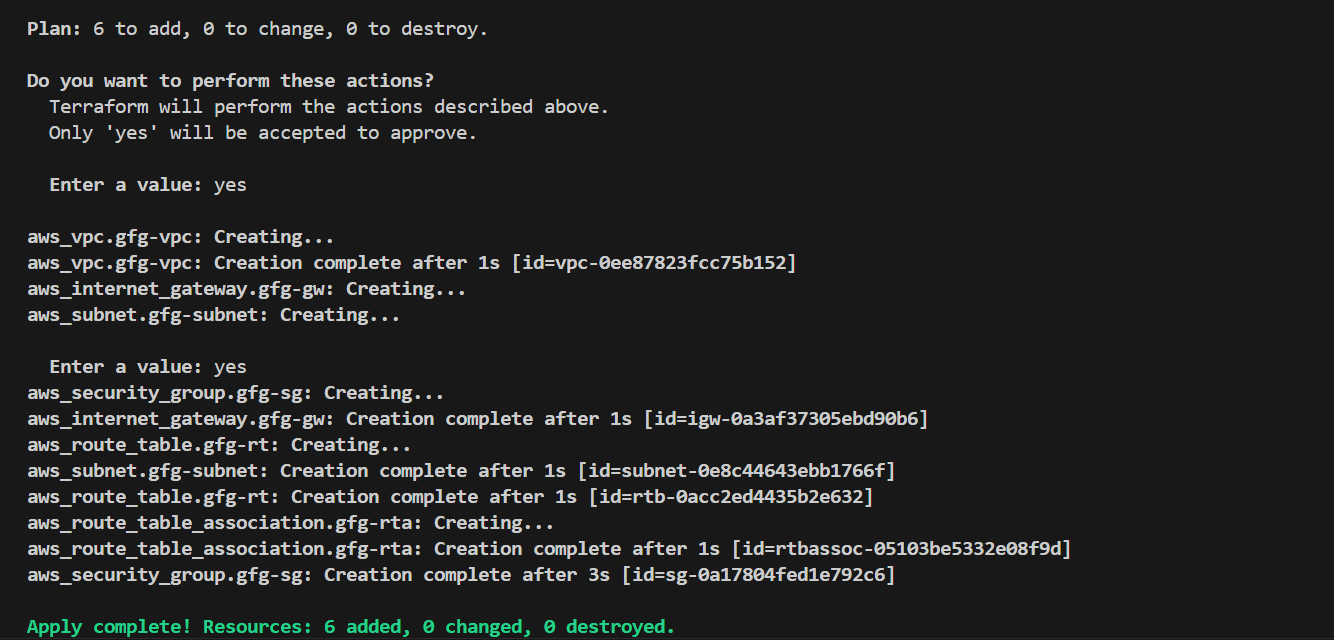 Plan: 6 to add, 0 to change, 0 to destroy.
Do you want to perform these actions?
Terraform will perform the actions described above.
Only 'yes' will be accepted to approve.
Enter a value: yes
aws_vpc.gfg-vpc: Creating...
aws_vpc.gfg-vpc: Creation complete after 1s [id=vpc-0ee87823fcc75b152]
aws_internet_gateway.gfg-gw: Creating...
aws_subnet.gfg-subnet: Creating...
Enter a value: yes
aws_security_group.gfg-sg: Creating...
aws_internet_gateway.gfg-gw: Creation complete after 1s [id=igw-0a3af37305ebd90b6]
aws_route_table.gfg-rt: Creating...
aws_subnet.gfg-subnet: Creation complete after 1s [id=subnet-0e8c44643ebb1766f]
aws_route_table.gfg-rt: Creation complete after 1s [id=rtb-0acc2ed4435b2e632]
aws_route_table_association.gfg-rta: Creating...
aws_route_table_association.gfg-rta: Creation complete after 1s [id=rtbassoc-05103be5332e08f9d]
aws_security_group.gfg-sg: Creation complete after 3s [id=sg-0a17804fed1e792c6]
Apply complete! Resources: 6 added, 0 changed, 0 destroyed.